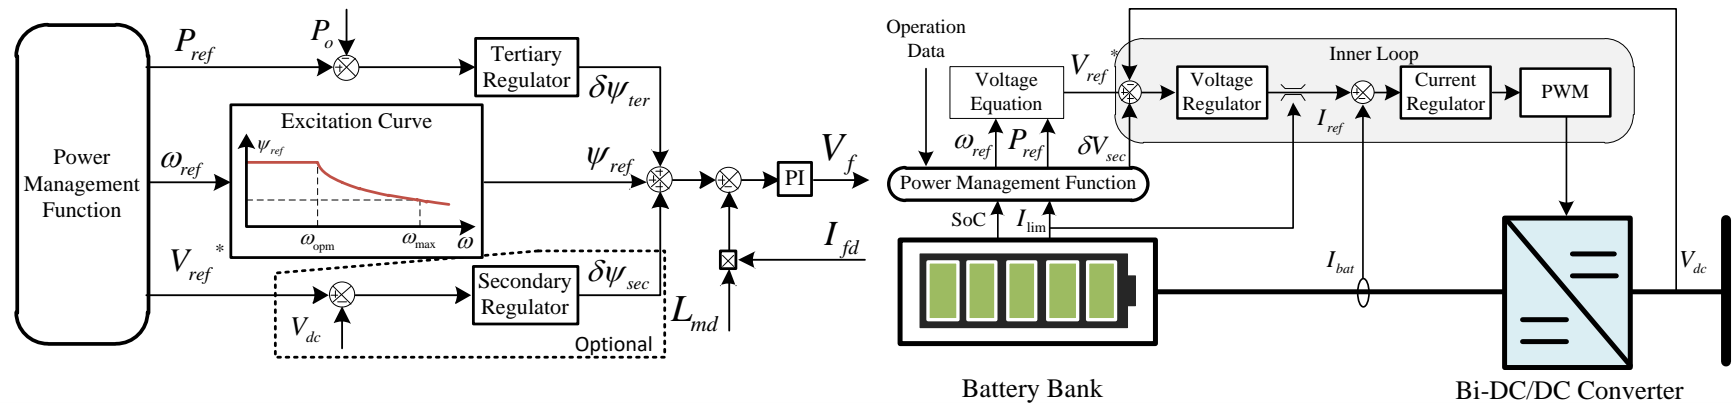 Power
Management
Function
P_ref
P_o
Tertiary
Regulator
δψ_ter
ω_ref
Excitation Curve
ψ_ref
ω_opm
ω_max
ω
ψ_ref
V_f
PI
V_ref*
V_dc
Secondary
Regulator
δψ_sec
Optional
L_md
I_fd
Operation
Data
Voltage
Equation
V_ref*
ω_ref
P_ref
δV_sec
Power Management Function
SoC
I_lim
Inner Loop
Voltage
Regulator
I_ref
Current
Regulator
PWM
I_bat
V_dc
Battery Bank
Bi-DC/DC Converter